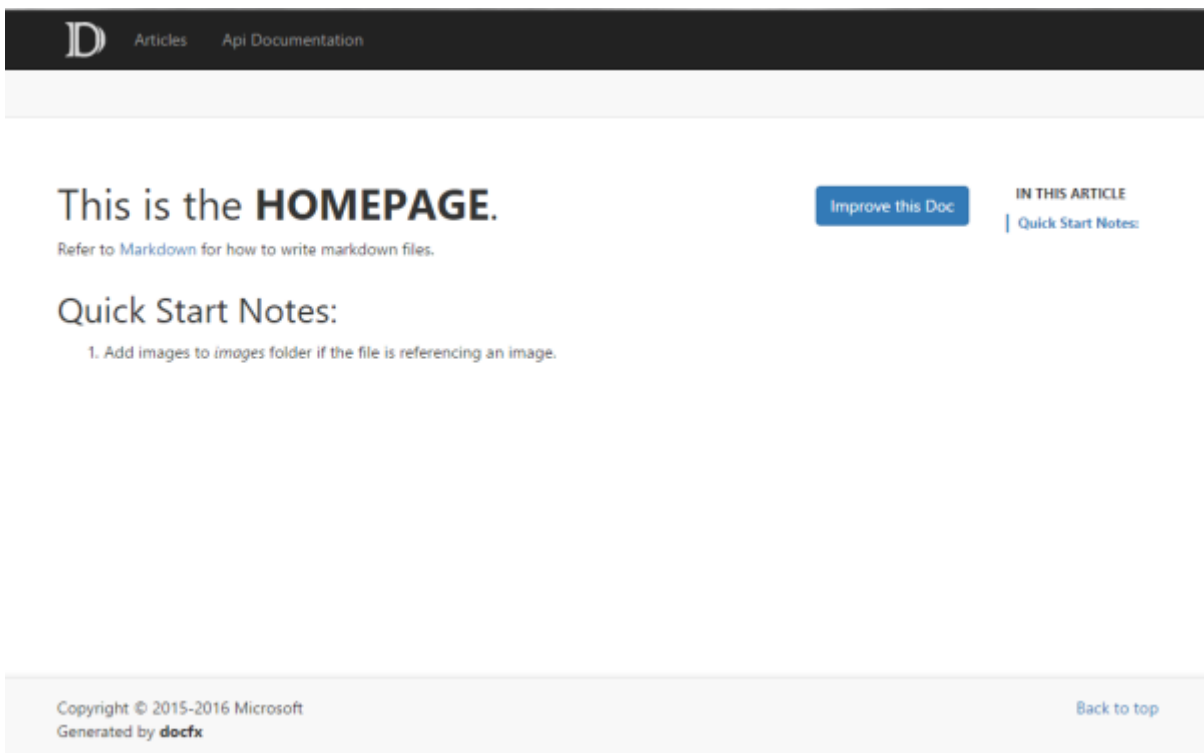 D Articles Api Documentation
This is the HOMEPAGE.
Refer to Markdown for how to write markdown files.
Improve this Doc
IN THIS ARTICLE
Quick Start Notes:
Quick Start Notes:
1. Add images to images folder if the file is referencing an image.
Copyright © 2015-2016 Microsoft
Generated by docfx
Back to top